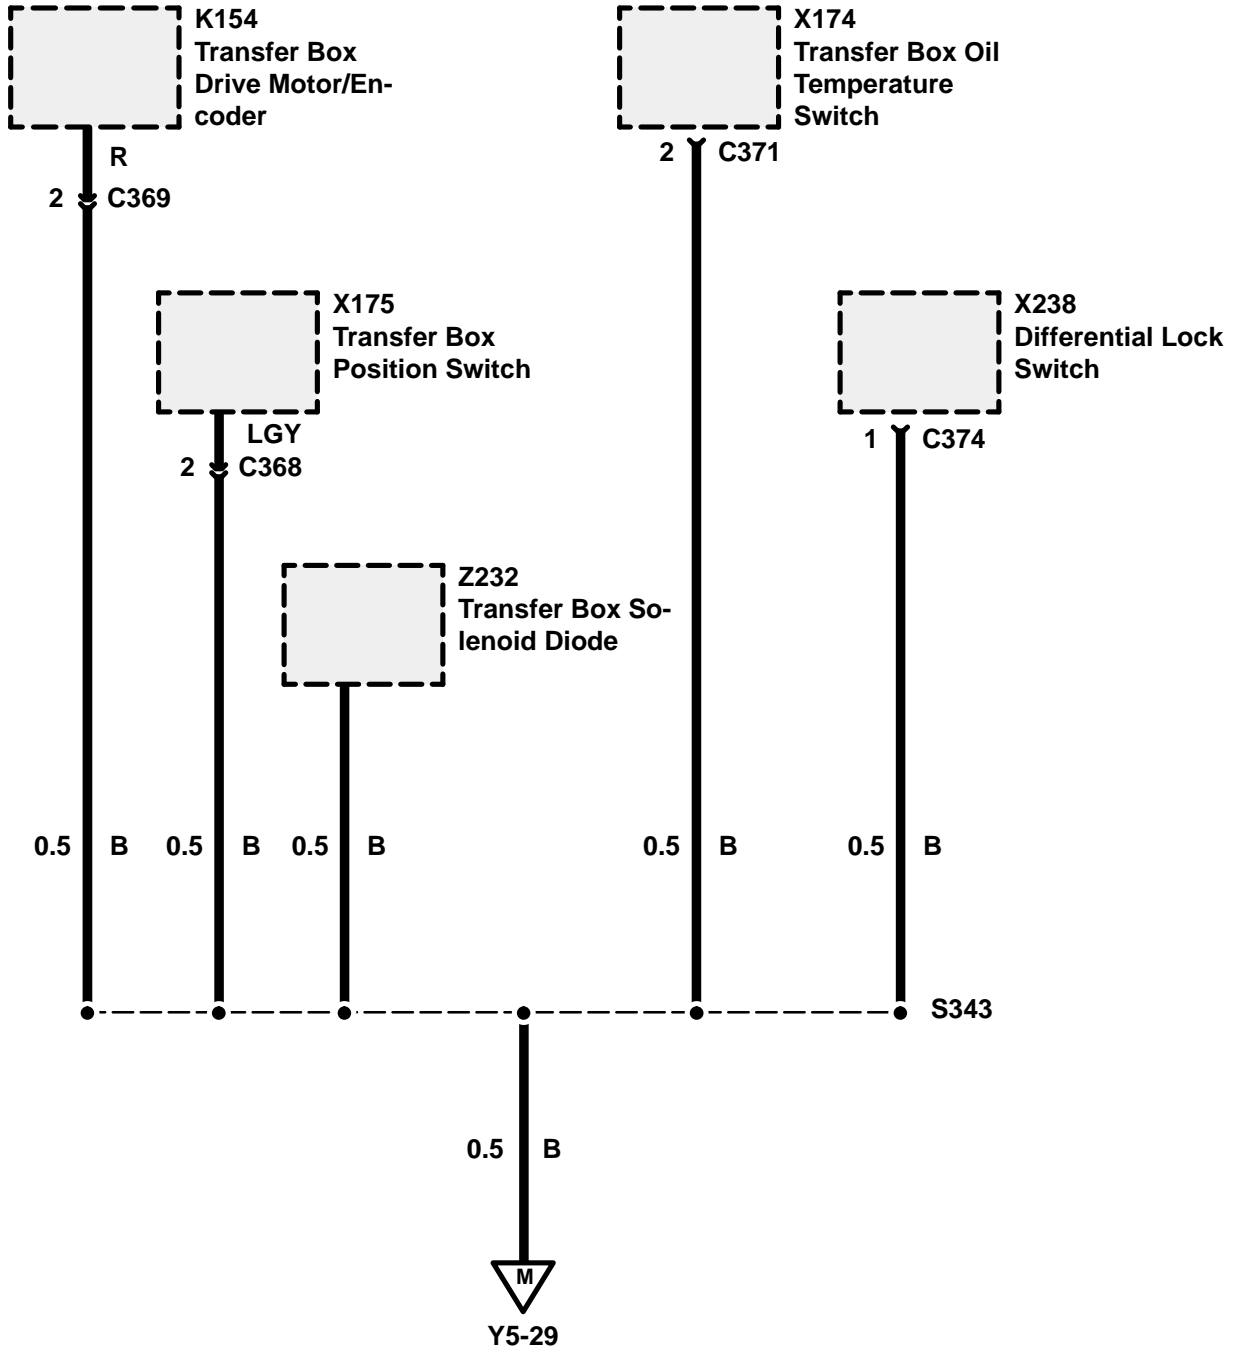 K154
Transfer Box
Drive Motor/En-
coder
X174
Transfer Box Oil
Temperature
Switch
R
2 C369
2 C371
X175
Transfer Box
Position Switch
X238
Differential Lock
Switch
LGY
2 C368
1 C374
Z232
Transfer Box So-
lenoid Diode
0.5 B 0.5 B 0.5 B 0.5 B 0.5 B
S343
0.5 B
M
Y5-29